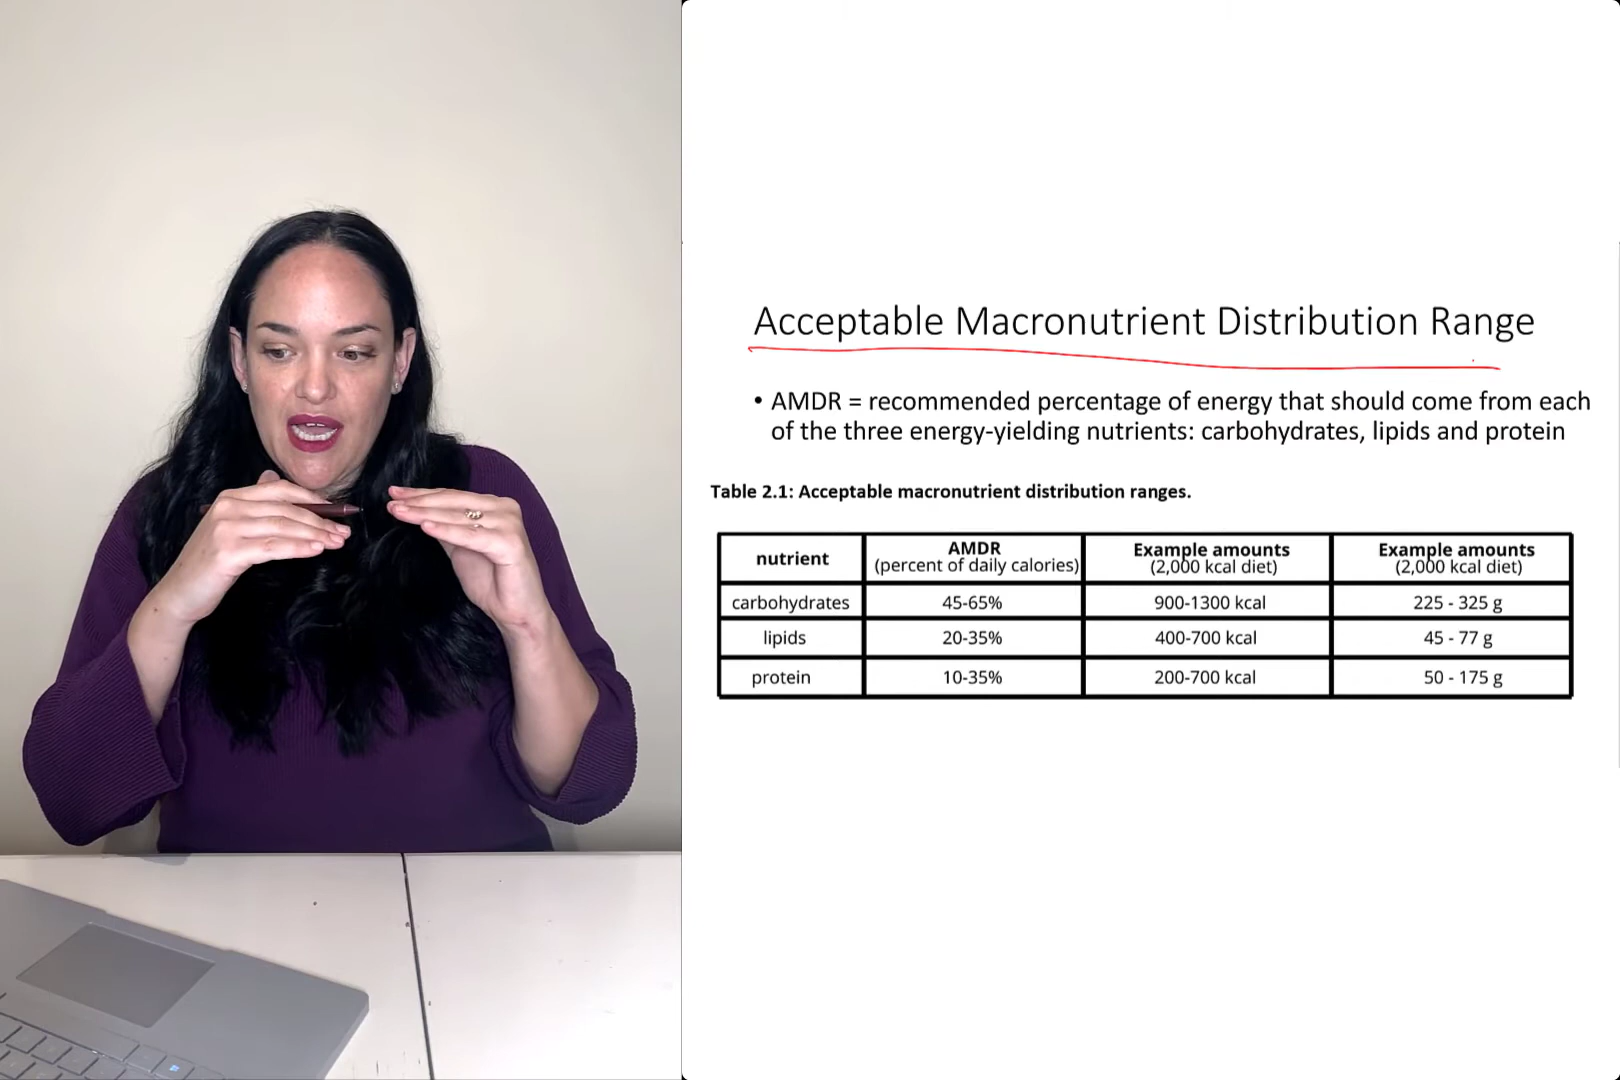 Acceptable Macronutrient Distribution Range
• AMDR = recommended percentage of energy that should come from each
of the three energy-yielding nutrients: carbohydrates, lipids and protein
Table 2.1: Acceptable macronutrient distribution ranges.
nutrient AMDR Example amounts Example amounts
(percent of daily calories) (2,000 kcal diet) (2,000 kcal diet)
carbohydrates 45-65% 900-1300 kcal 225 - 325 g
lipids 20-35% 400-700 kcal 45 - 77 g
protein 10-35% 200-700 kcal 50 - 175 g